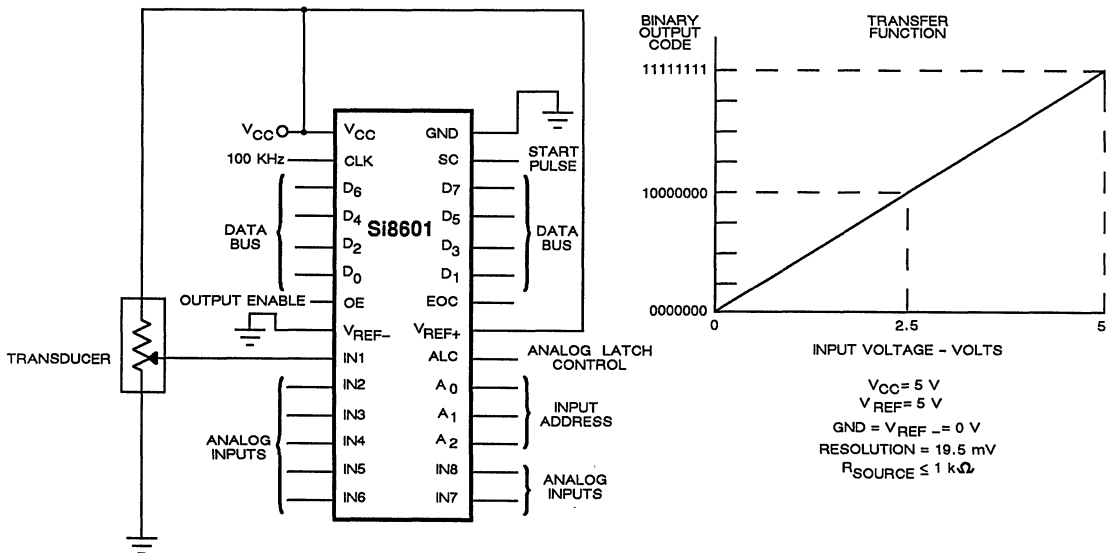 VCC
100 KHz
DATA
BUS
OUTPUT ENABLE
TRANSDUCER
ANALOG
INPUTS
VCC
CLK
D6
D4
D2
D0
OE
VREF-
IN1
IN2
IN3
IN4
IN5
IN6
Si8601
GND
SC
D7
D5
D3
D1
EOC
VREF+
ALC
A0
A1
A2
IN8
IN7
START
PULSE
DATA
BUS
ANALOG LATCH
CONTROL
INPUT
ADDRESS
ANALOG
INPUTS
BINARY
OUTPUT
CODE
TRANSFER
FUNCTION
11111111
10000000
0000000
0
2.5
5
INPUT VOLTAGE - VOLTS
VCC = 5 V
VREF = 5 V
GND = VREF - = 0 V
RESOLUTION = 19.5 mV
RSOURCE ≤ 1 kΩ